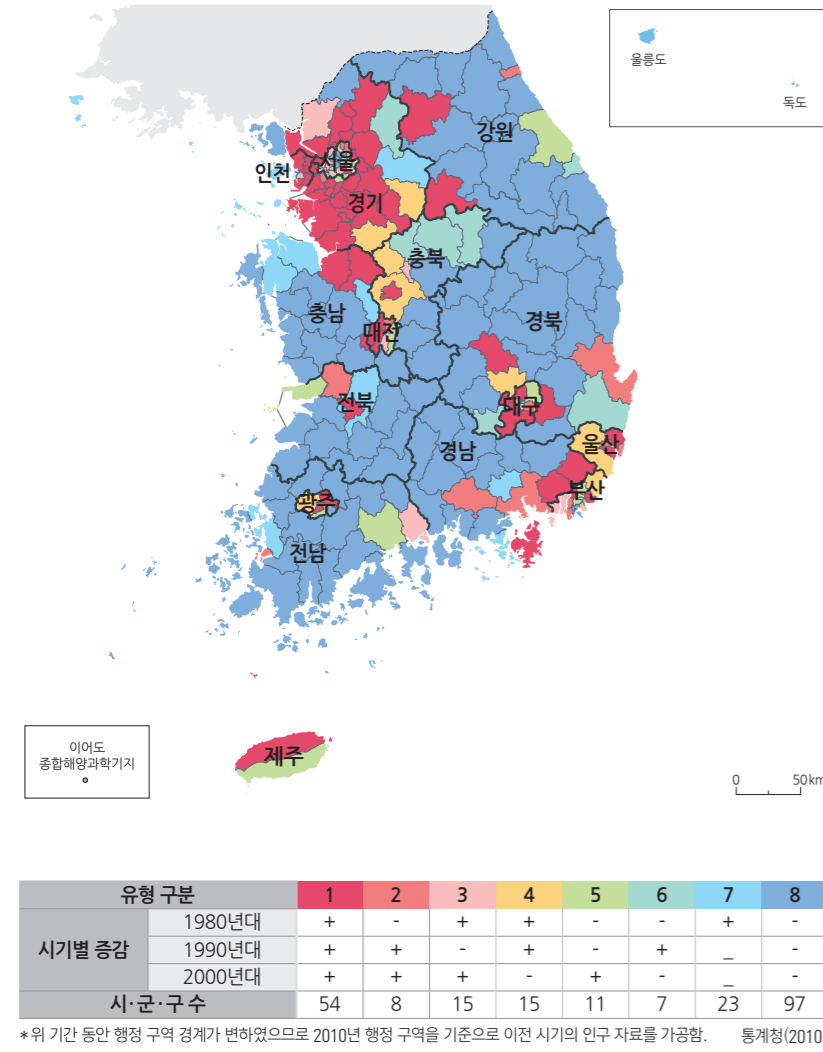 울릉도
독도
강원
서울
인천
경기
충북
충남
경북
대전
전북
대구
경남
울산
부산
광주
전남
이어도
종합해양과학기지
제주
0 50km
유형 구분 1 2 3 4 5 6 7 8
시기별 증감
1980년대 + - + + - - + -
1990년대 + + - + - + _ -
2000년대 + + + - + - _ -
시·군·구 수 54 8 15 15 11 7 23 97
*위 기간 동안 행정 구역 경계가 변하였으므로 2010년 행정 구역을 기준으로 이전 시기의 인구 자료를 가공함. 통계청(2010